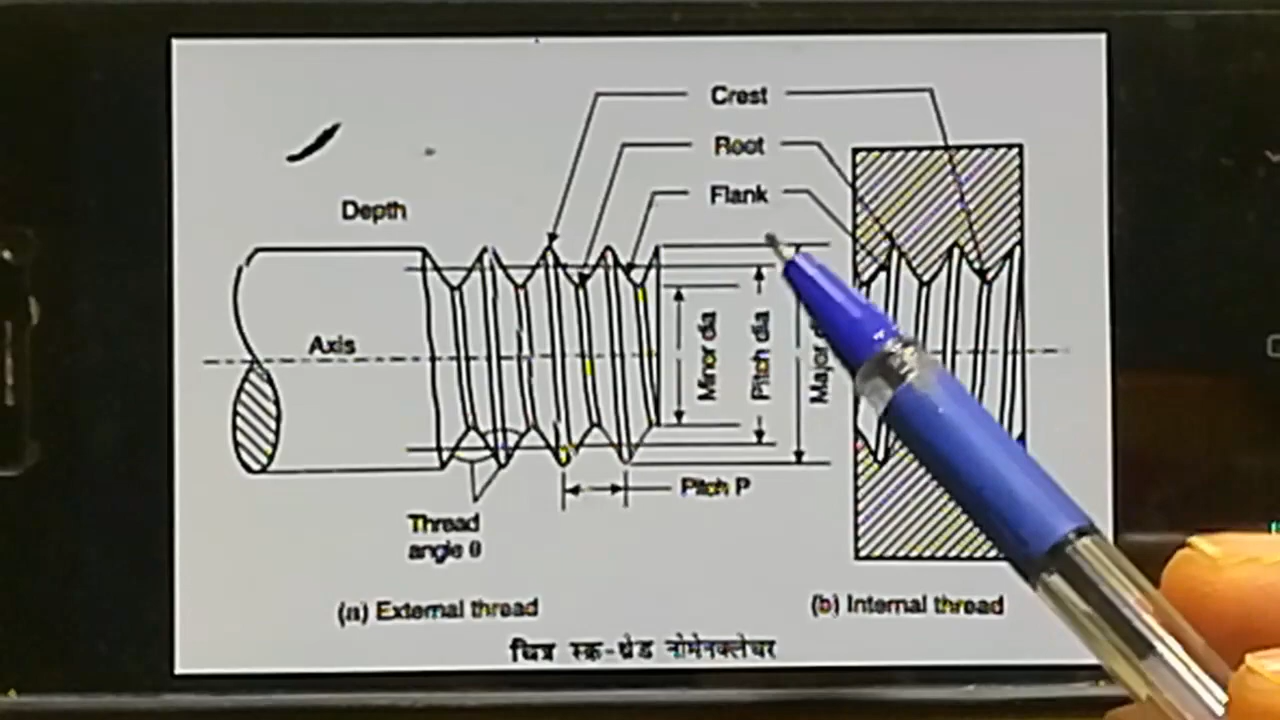 Crest
Root
Flank
Depth
Axis
Minor dia
Pitch dia
Major
Pitch P
Thread
angle θ
(a) External thread
(b) Internal thread
चित्र स्क्रू-थ्रेड नोमेनक्लेचर